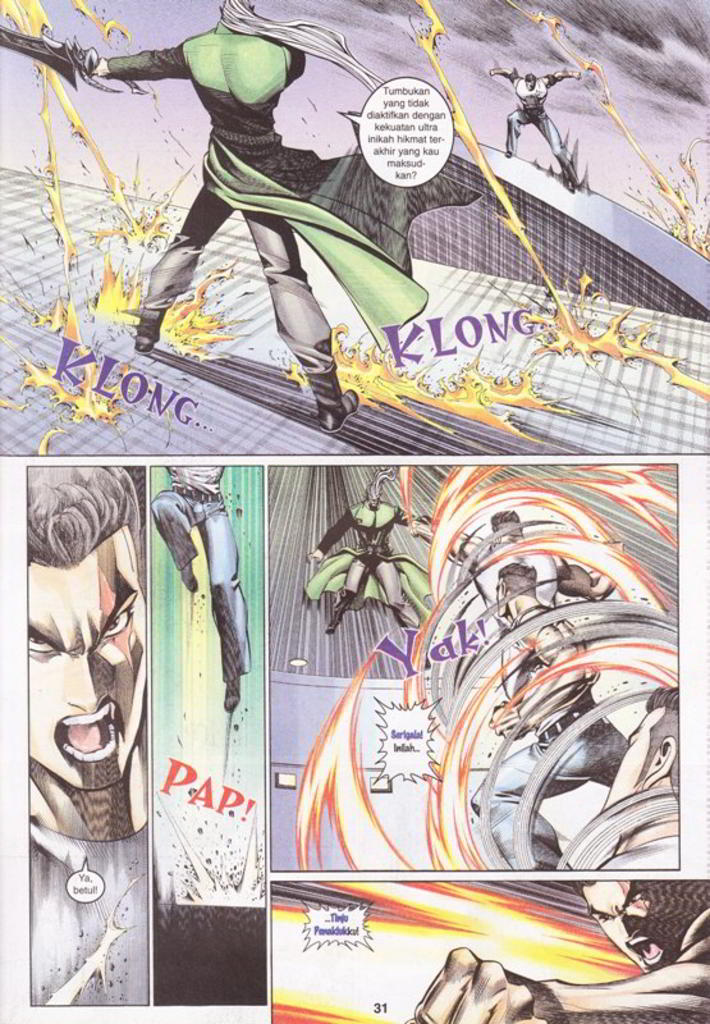 Tumbukan
yang tidak
diaktifkan dengan
kekuatan ultra
inikah hikmat ter-
akhir yang kau
maksud-
kan?
KLONG...
KLONG...
Ya,
betul!
PAP!
Yak!
Serigala!
Inilah...
...Tinju
Penaklukku!
31